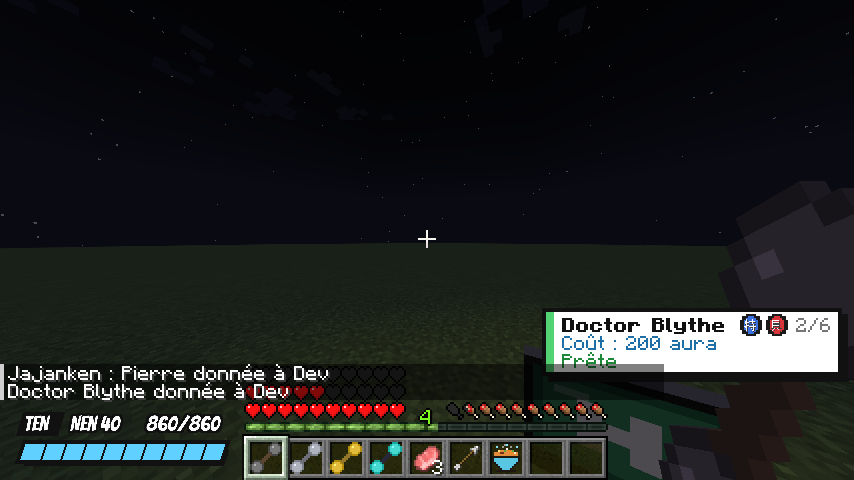 Doctor Blythe 2/6
Coût : 200 aura
Prête
Jajanken : Pierre donnée à Dev
Doctor Blythe donnée à Dev
TEN NEN 40 860/860
4
3